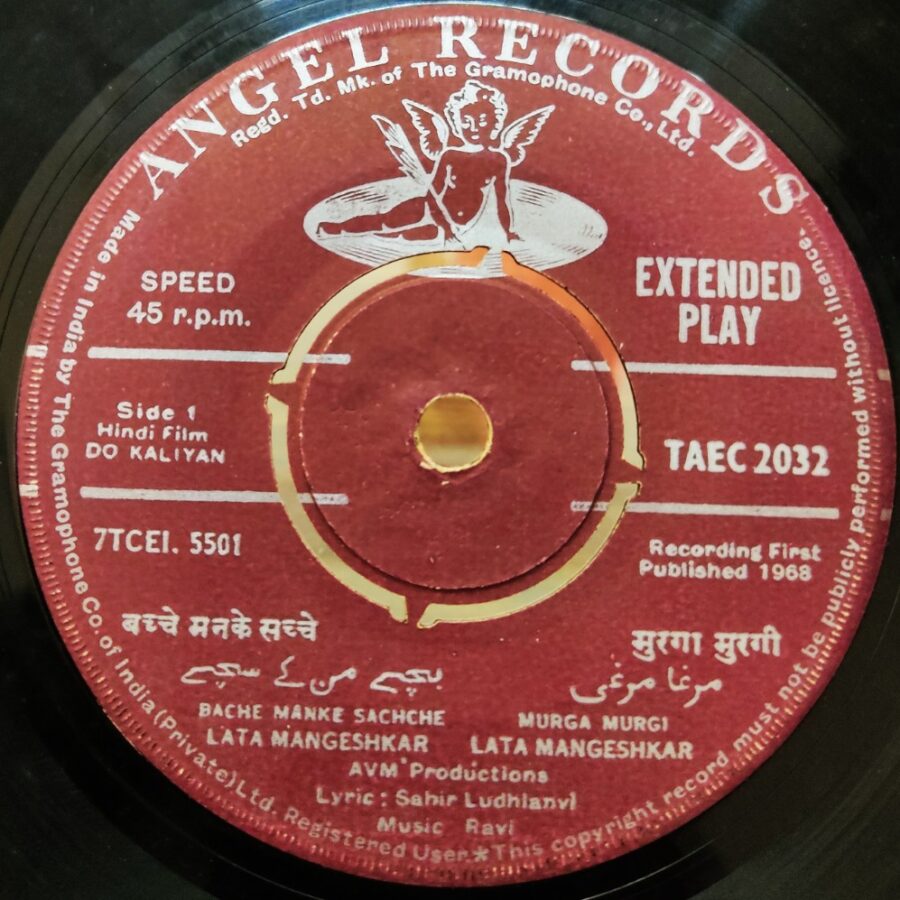 ANGEL RECORDS
Regd. Td. Mk. of The Gramophone Co., Ltd.
SPEED
45 r.p.m.
EXTENDED
PLAY
Side 1
Hindi Film
DO KALIYAN
TAEC 2032
7TCEI. 5501
Recording First
Published 1968
बच्चे मनके सच्चे
मुरगा मुरगी
بچے من کے سچے
مرغا مرغی
BACHE MANKE SACHCHE
MURGA MURGI
LATA MANGESHKAR
LATA MANGESHKAR
AVM Productions
Lyric : Sahir Ludhianvi
Music Ravi
Made in India by The Gramophone Co. of India (Private) Ltd. Registered User.*This copyright record must not be publicly performed without licence.